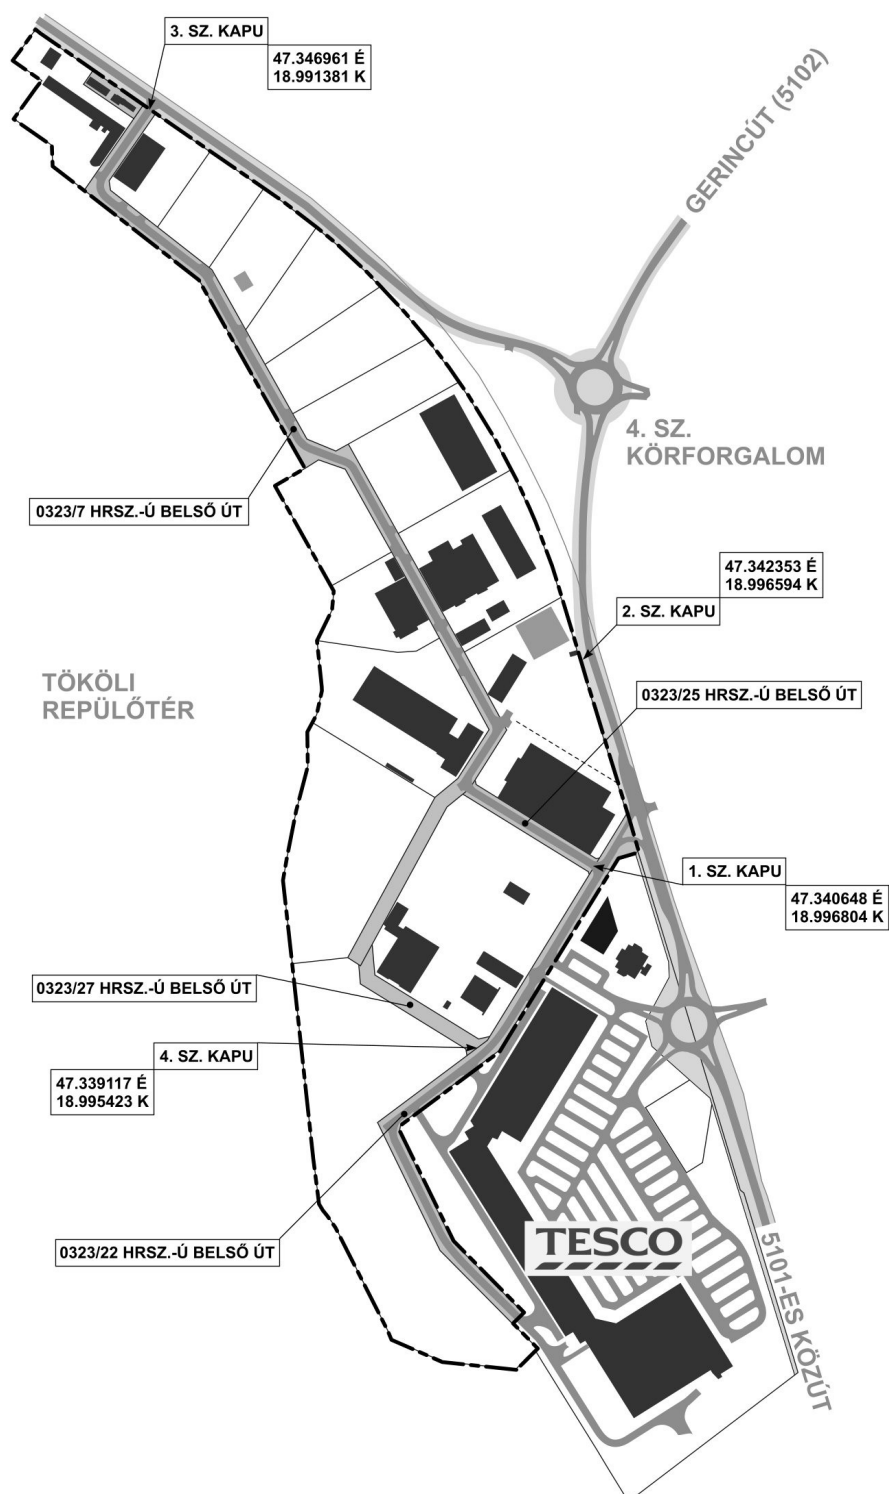 3. SZ. KAPU
47.346961 É
18.991381 K
GERINCÚT (5102)
4. SZ.
KÖRFORGALOM
0323/7 HRSZ.-Ú BELSŐ ÚT
47.342353 É
18.996594 K
2. SZ. KAPU
TÖKÖLI
REPÜLŐTÉR
0323/25 HRSZ.-Ú BELSŐ ÚT
1. SZ. KAPU
47.340648 É
18.996804 K
0323/27 HRSZ.-Ú BELSŐ ÚT
4. SZ. KAPU
47.339117 É
18.995423 K
0323/22 HRSZ.-Ú BELSŐ ÚT
TESCO
5101-ES KÖZÚT